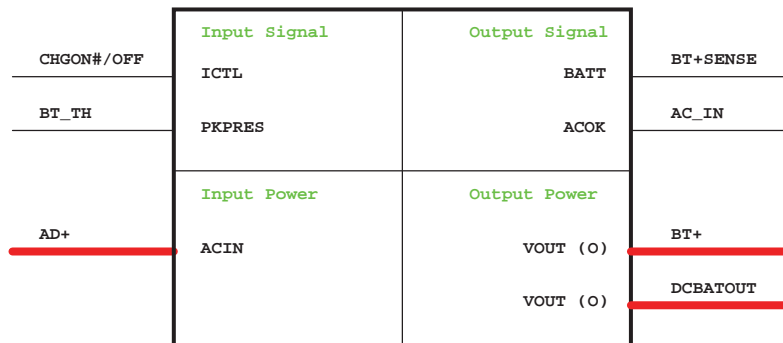 Input Signal Output Signal
CHGON#/OFF BT+SENSE
ICTL BATT
BT_TH AC_IN
PKPRES ACOK
Input Power Output Power
AD+ BT+
ACIN VOUT (O)
DCBATOUT
VOUT (O)